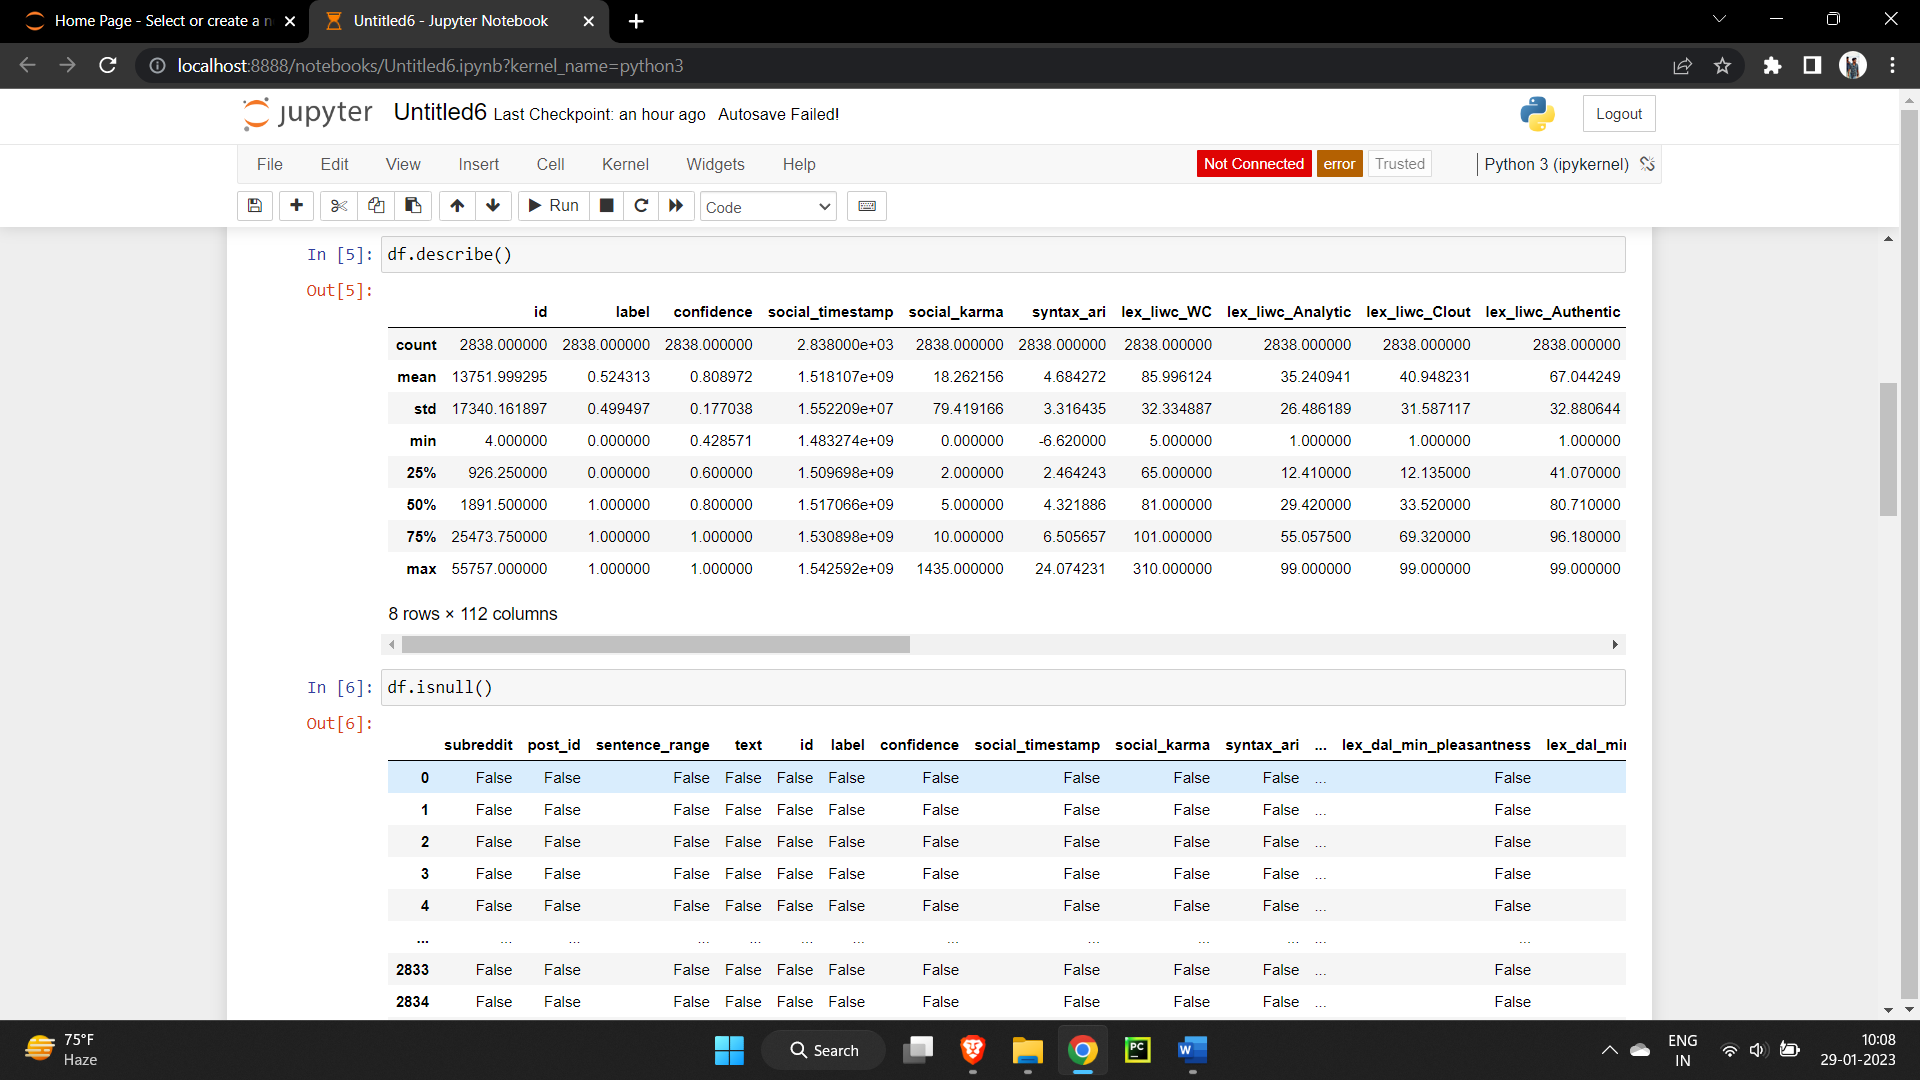 Home Page - Select or create a n
Untitled6 - Jupyter Notebook
localhost:8888/notebooks/Untitled6.ipynb?kernel_name=python3
jupyter Untitled6 Last Checkpoint: an hour ago Autosave Failed!
Logout
File Edit View Insert Cell Kernel Widgets Help
Not Connected error Trusted Python 3 (ipykernel)
Run Code
In [5]: df.describe()
Out[5]:
id label confidence social_timestamp social_karma syntax_ari lex_liwc_WC lex_liwc_Analytic lex_liwc_Clout lex_liwc_Authentic
count 2838.000000 2838.000000 2838.000000 2.838000e+03 2838.000000 2838.000000 2838.000000 2838.000000 2838.000000 2838.000000
mean 13751.999295 0.524313 0.808972 1.518107e+09 18.262156 4.684272 85.996124 35.240941 40.948231 67.044249
std 17340.161897 0.499497 0.177038 1.552209e+07 79.419166 3.316435 32.334887 26.486189 31.587117 32.880644
min 4.000000 0.000000 0.428571 1.483274e+09 0.000000 -6.620000 5.000000 1.000000 1.000000 1.000000
25% 926.250000 0.000000 0.600000 1.509698e+09 2.000000 2.464243 65.000000 12.410000 12.135000 41.070000
50% 1891.500000 1.000000 0.800000 1.517066e+09 5.000000 4.321886 81.000000 29.420000 33.520000 80.710000
75% 25473.750000 1.000000 1.000000 1.530898e+09 10.000000 6.505657 101.000000 55.057500 69.320000 96.180000
max 55757.000000 1.000000 1.000000 1.542592e+09 1435.000000 24.074231 310.000000 99.000000 99.000000 99.000000
8 rows × 112 columns
In [6]: df.isnull()
Out[6]:
subreddit post_id sentence_range text id label confidence social_timestamp social_karma syntax_ari ... lex_dal_min_pleasantness lex_dal_mi
0 False False False False False False False False False False ... False
1 False False False False False False False False False False ... False
2 False False False False False False False False False False ... False
3 False False False False False False False False False False ... False
4 False False False False False False False False False False ... False
... ... ... ... ... ... ... ... ... ... ... ... ...
2833 False False False False False False False False False False ... False
2834 False False False False False False False False False False ... False
75°F
Haze
Search
PC
W
ENG
IN
10:08
29-01-2023